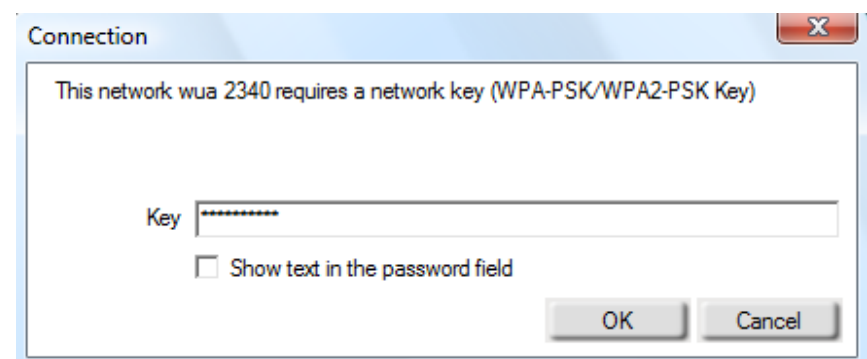 Connection
This network wua 2340 requires a network key (WPA-PSK/WPA2-PSK Key)
Key **********
Show text in the password field
OK Cancel